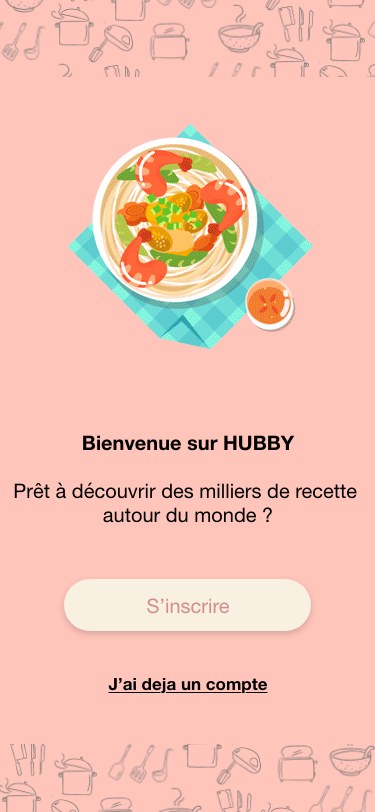 Bienvenue sur HUBBY
Prêt à découvrir des milliers de recette
autour du monde ?
S’inscrire
J’ai deja un compte